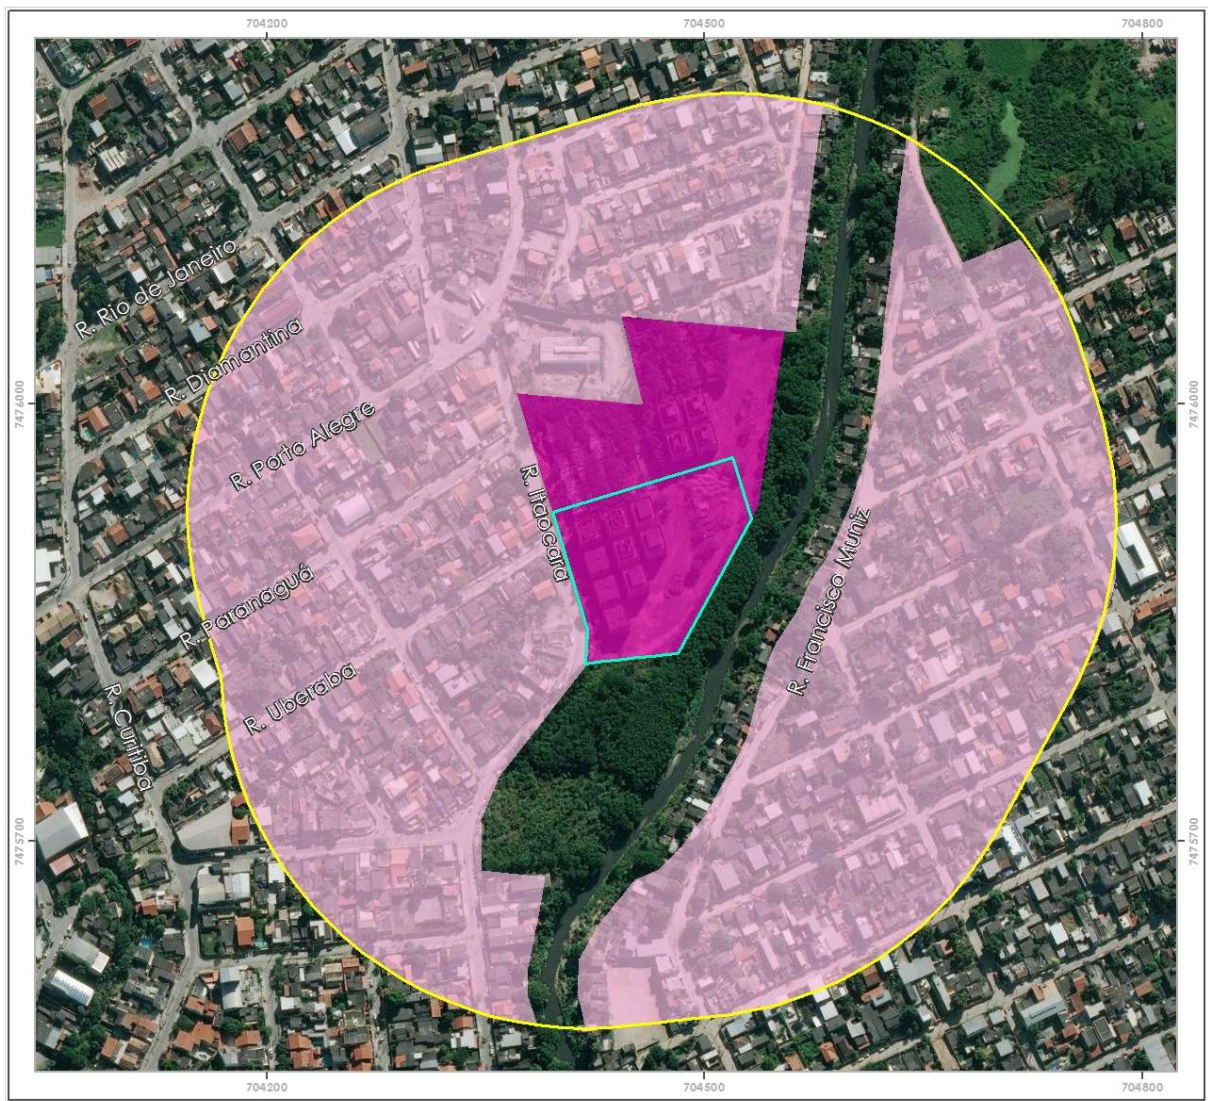 704200
704500
704800
R. Rio de Janeiro
R. Diamantina
7476000
7476000
R. Porto Alegre
R. Itaocara
R. Francisco Muniz
R. Paranaguá
R. Uberaba
R. Curitiba
7475700
7475700
704200
704500
704800